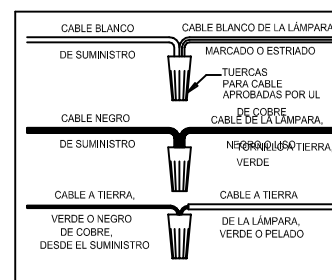 CABLE BLANCO
CABLE BLANCO DE LA LÁMPARA
DE SUMINISTRO
MARCADO O ESTRIADO
TUERCAS
PARA CABLE
APROBADAS POR UL
DE COBRE
CABLE NEGRO
CABLE DE LA LÁMPARA,
DE SUMINISTRO
NEGRO O LISO
TORNILLO A TIERRA,
VERDE
CABLE A TIERRA,
CABLE A TIERRA
VERDE O NEGRO
DE LA LÁMPARA,
DE COBRE,
VERDE O PELADO
DESDE EL SUMINISTRO